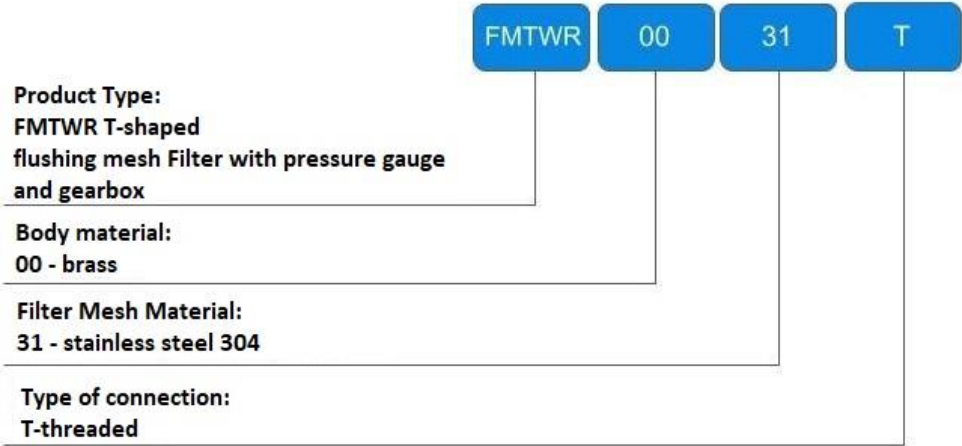 FMTWR 00 31 T
Product Type:
FMTWR T-shaped
flushing mesh Filter with pressure gauge
and gearbox
Body material:
00 - brass
Filter Mesh Material:
31 - stainless steel 304
Type of connection:
T-threaded